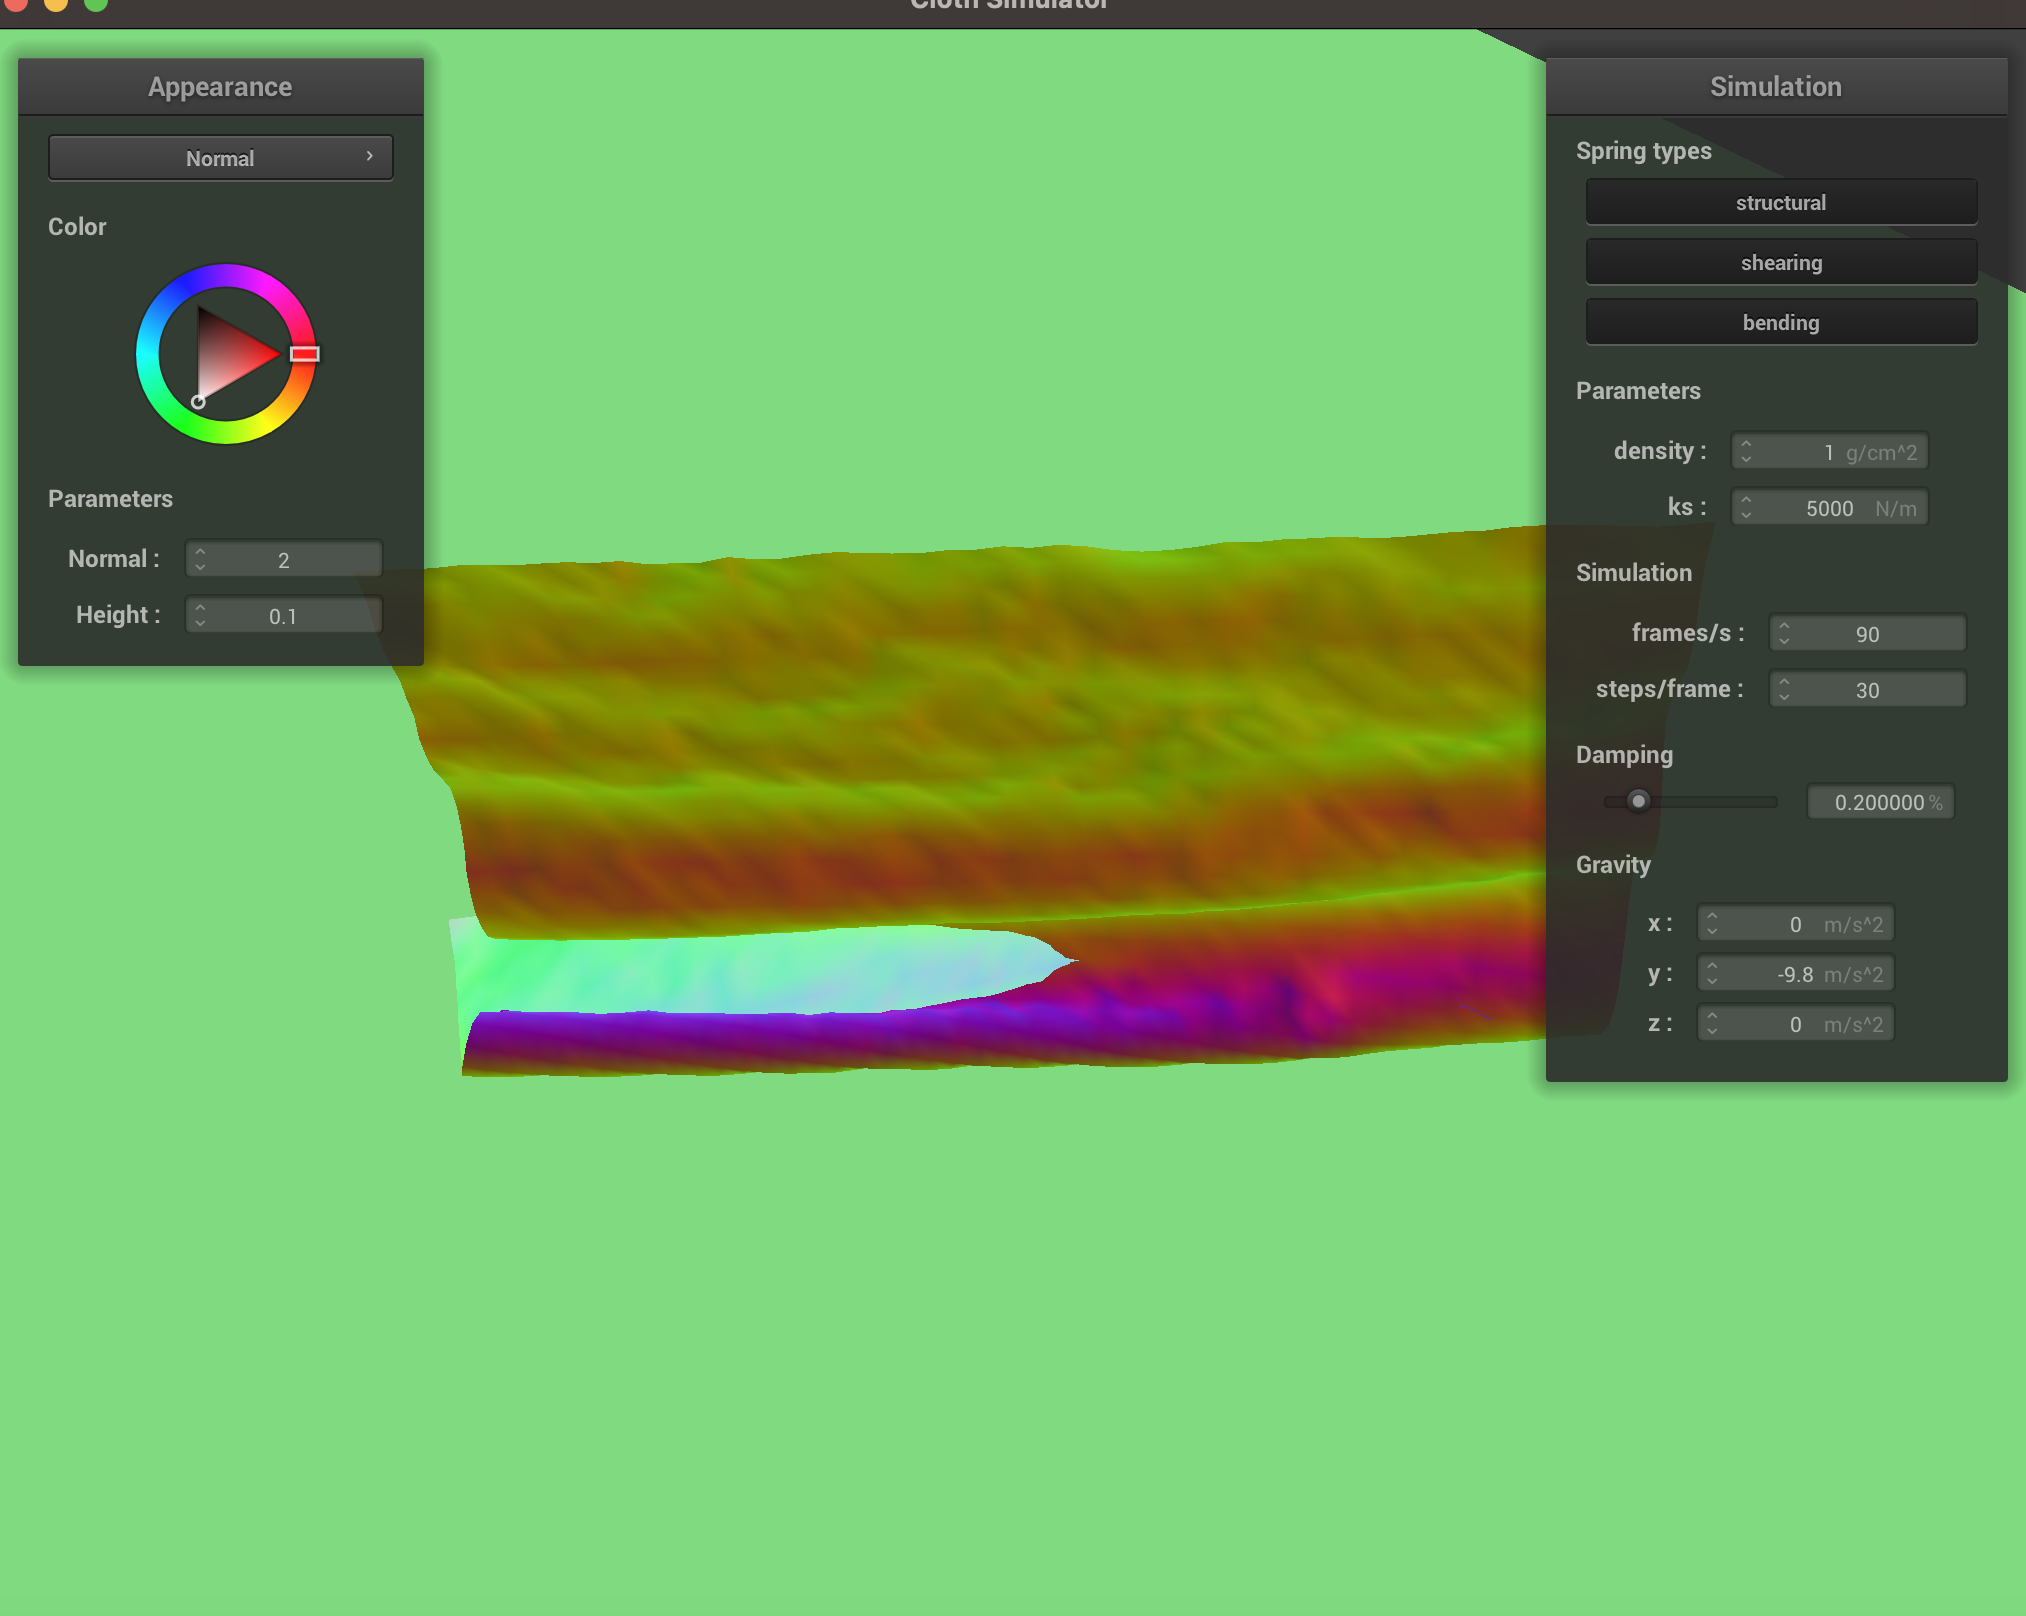 Cloth Simulator
Appearance
Normal
Color
Parameters
Normal : 2
Height : 0.1
Simulation
Spring types
structural
shearing
bending
Parameters
density : 1 g/cm^2
ks : 5000 N/m
Simulation
frames/s : 90
steps/frame : 30
Damping
0.200000 %
Gravity
x : 0 m/s^2
y : -9.8 m/s^2
z : 0 m/s^2